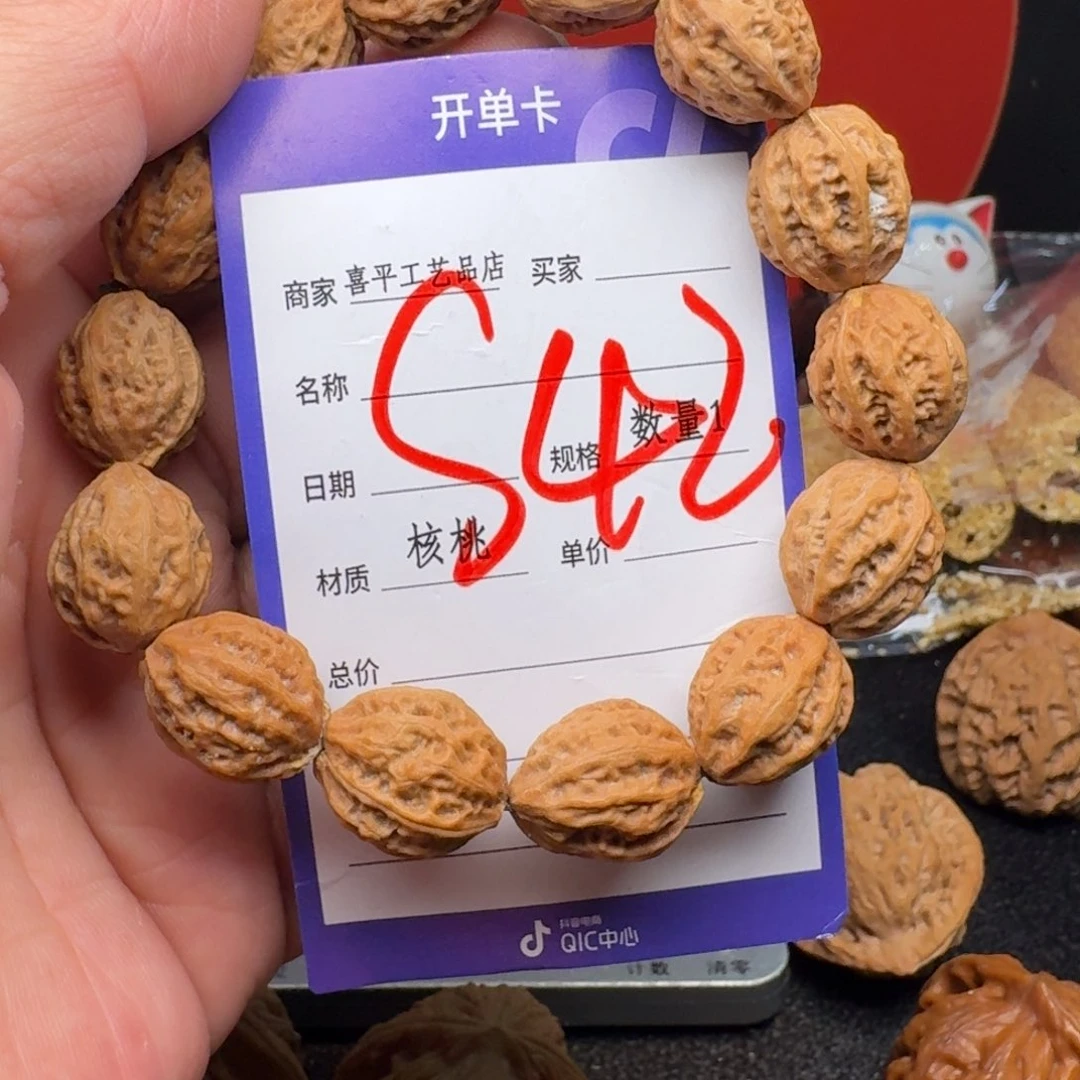 开单卡
商家 喜平工艺品店 买家
名称
S42
日期 规格 数量1
材质 核桃 单价
总价
抖音电商
QIC中心
计数 清零